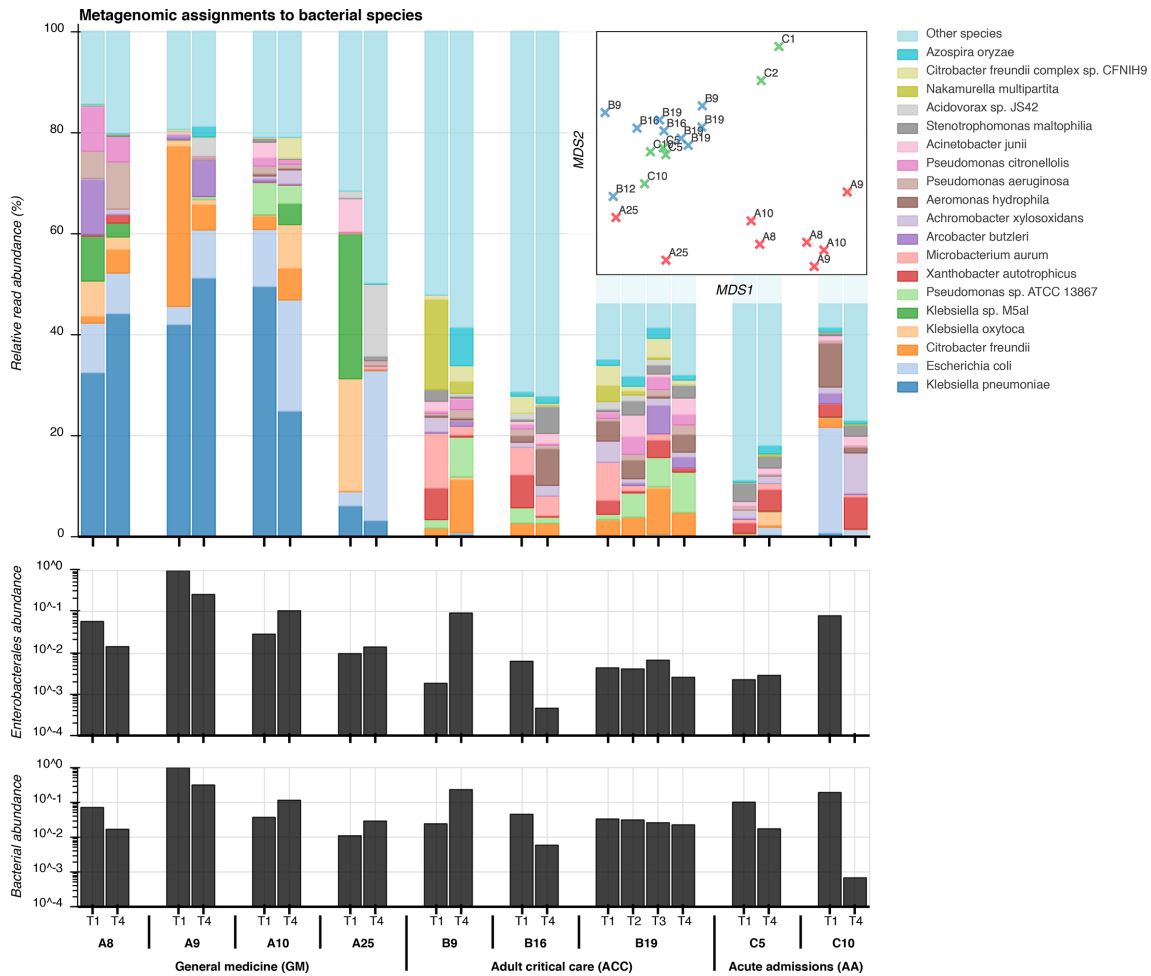 Metagenomic assignments to bacterial species
Relative read abundance (%)
100
80
60
40
20
0
MDS2
MDS1
C1
C2
B9
B9
B16
B19
B16
B19
B19
B19
C5
C10
C5
C10
B12
A25
A25
A9
A10
A8
A8
A10
A9
Other species
Azospira oryzae
Citrobacter freundii complex sp. CFNIH9
Nakamurella multipartita
Acidovorax sp. JS42
Stenotrophomonas maltophilia
Acinetobacter junii
Pseudomonas citronellolis
Pseudomonas aeruginosa
Aeromonas hydrophila
Achromobacter xylosoxidans
Arcobacter butzleri
Microbacterium aurum
Xanthobacter autotrophicus
Pseudomonas sp. ATCC 13867
Klebsiella sp. M5al
Klebsiella oxytoca
Citrobacter freundii
Escherichia coli
Klebsiella pneumoniae
Enterobacterales abundance
10^0
10^-1
10^-2
10^-3
10^-4
Bacterial abundance
10^0
10^-1
10^-2
10^-3
10^-4
T1 T4 T1 T4 T1 T4 T1 T4 T1 T4 T1 T4 T1 T2 T3 T4 T1 T4 T1 T4
A8 A9 A10 A25 B9 B16 B19 C5 C10
General medicine (GM) Adult critical care (ACC) Acute admissions (AA)